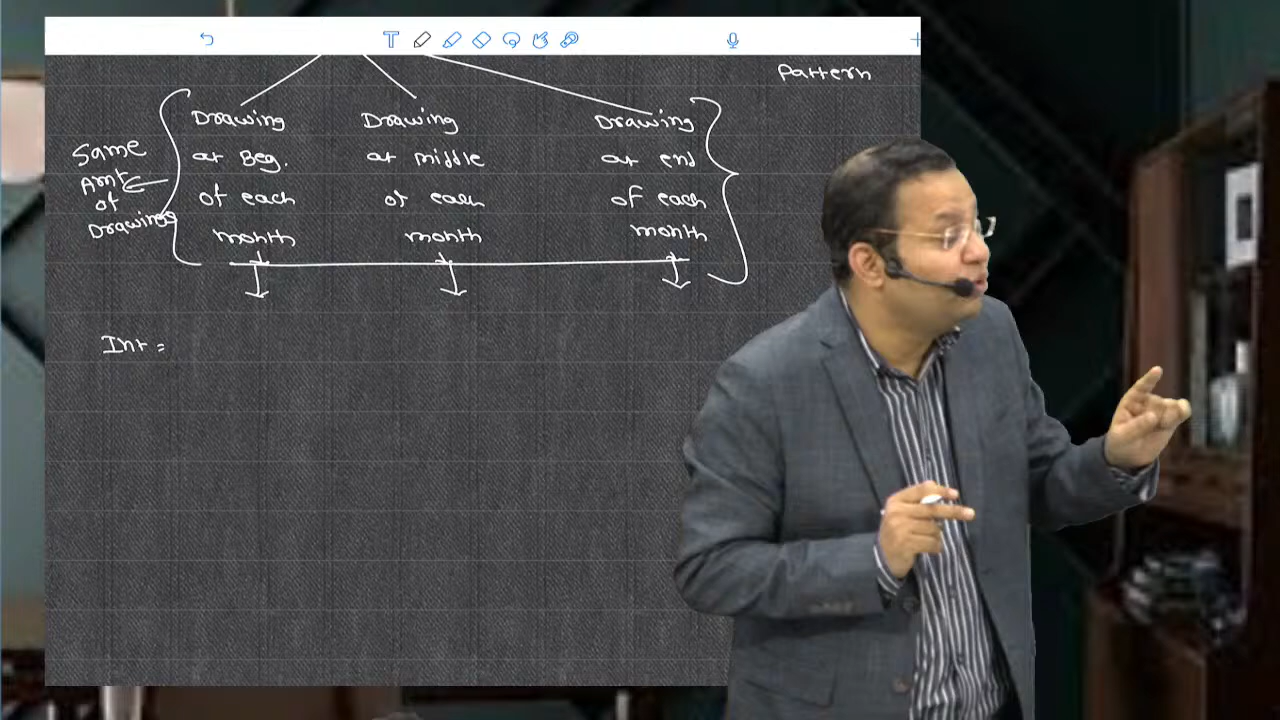 Pattern
Drawing Drawing Drawing
at Beg. at middle at end
of each of each of each
month month month
Same
Amt
of
Drawings
Int =